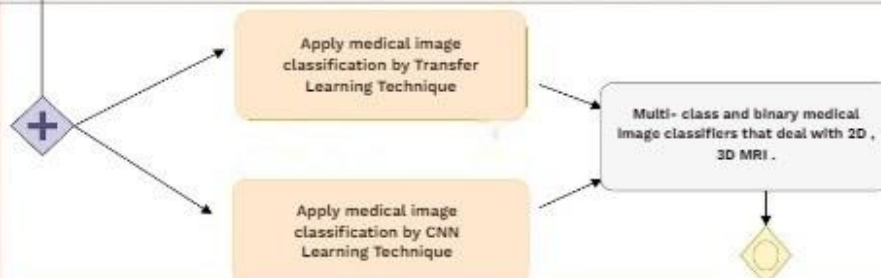 Apply medical image
classification by Transfer
Learning Technique
Multi- class and binary medical
image classifiers that deal with 2D ,
3D MRI .
Apply medical image
classification by CNN
Learning Technique